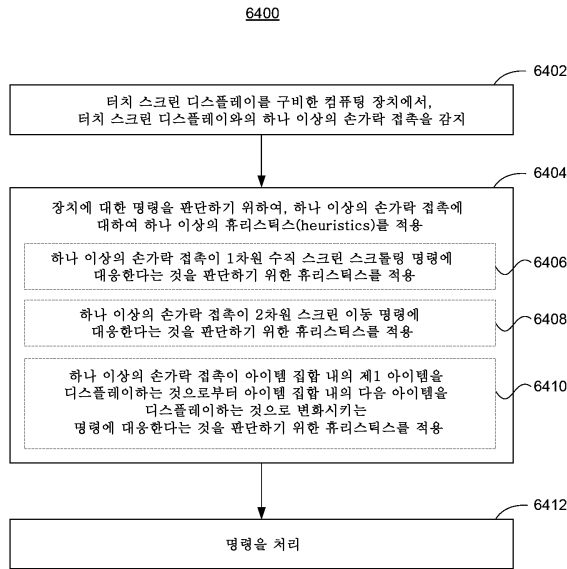 6400
6402
터치 스크린 디스플레이를 구비한 컴퓨팅 장치에서,
터치 스크린 디스플레이와의 하나 이상의 손가락 접촉을 감지
6404
장치에 대한 명령을 판단하기 위하여, 하나 이상의 손가락 접촉에
대하여 하나 이상의 휴리스틱스(heuristics)를 적용
하나 이상의 손가락 접촉이 1차원 수직 스크린 스크롤링 명령에
대응한다는 것을 판단하기 위한 휴리스틱스를 적용
6406
하나 이상의 손가락 접촉이 2차원 스크린 이동 명령에
대응한다는 것을 판단하기 위한 휴리스틱스를 적용
6408
하나 이상의 손가락 접촉이 아이템 집합 내의 제1 아이템을
디스플레이하는 것으로부터 아이템 집합 내의 다음 아이템을
디스플레이하는 것으로 변화시키는
명령에 대응한다는 것을 판단하기 위한 휴리스틱스를 적용
6410
6412
명령을 처리